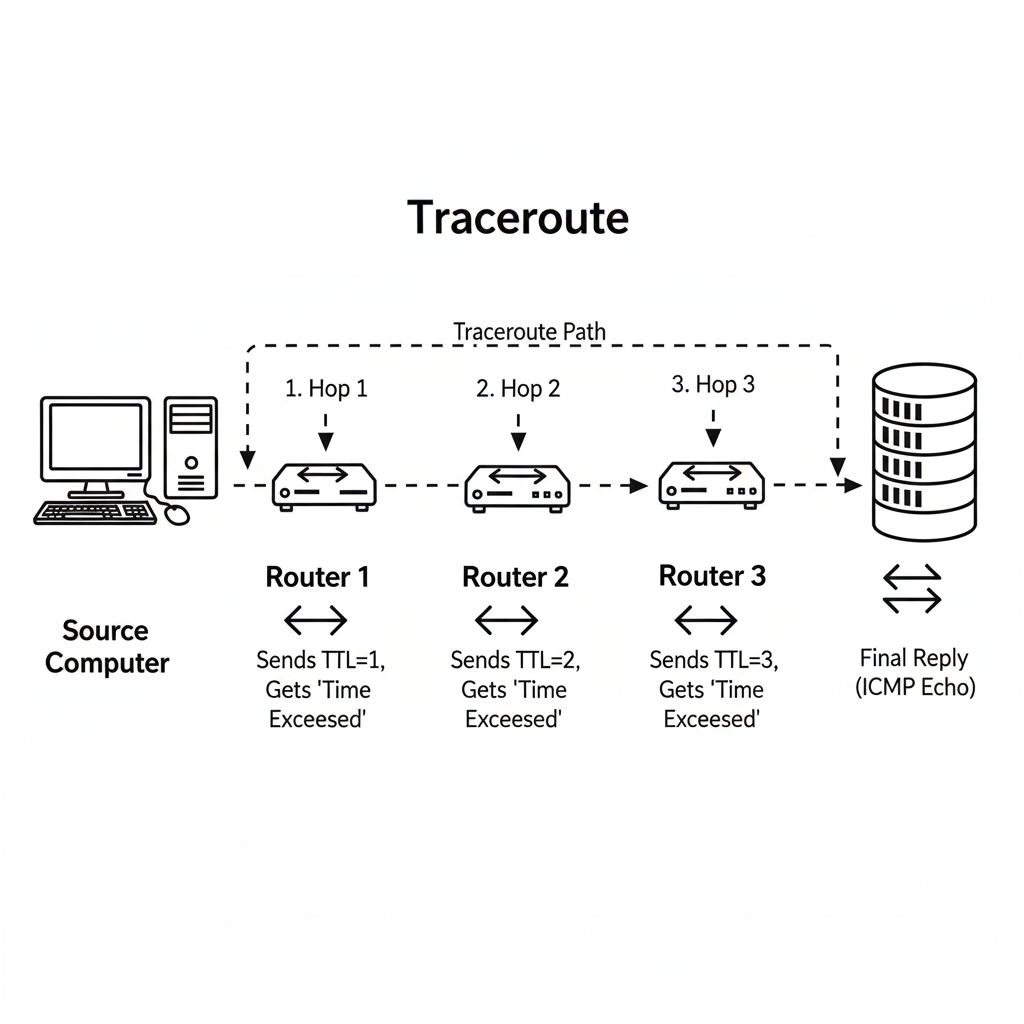 Traceroute
Traceroute Path
1. Hop 1
2. Hop 2
3. Hop 3
Router 1
Router 2
Router 3
Source
Computer
Sends TTL=1,
Gets 'Time
Exceesed'
Sends TTL=2,
Gets 'Time
Exceesed'
Sends TTL=3,
Gets 'Time
Exceesed'
Final Reply
(ICMP Echo)